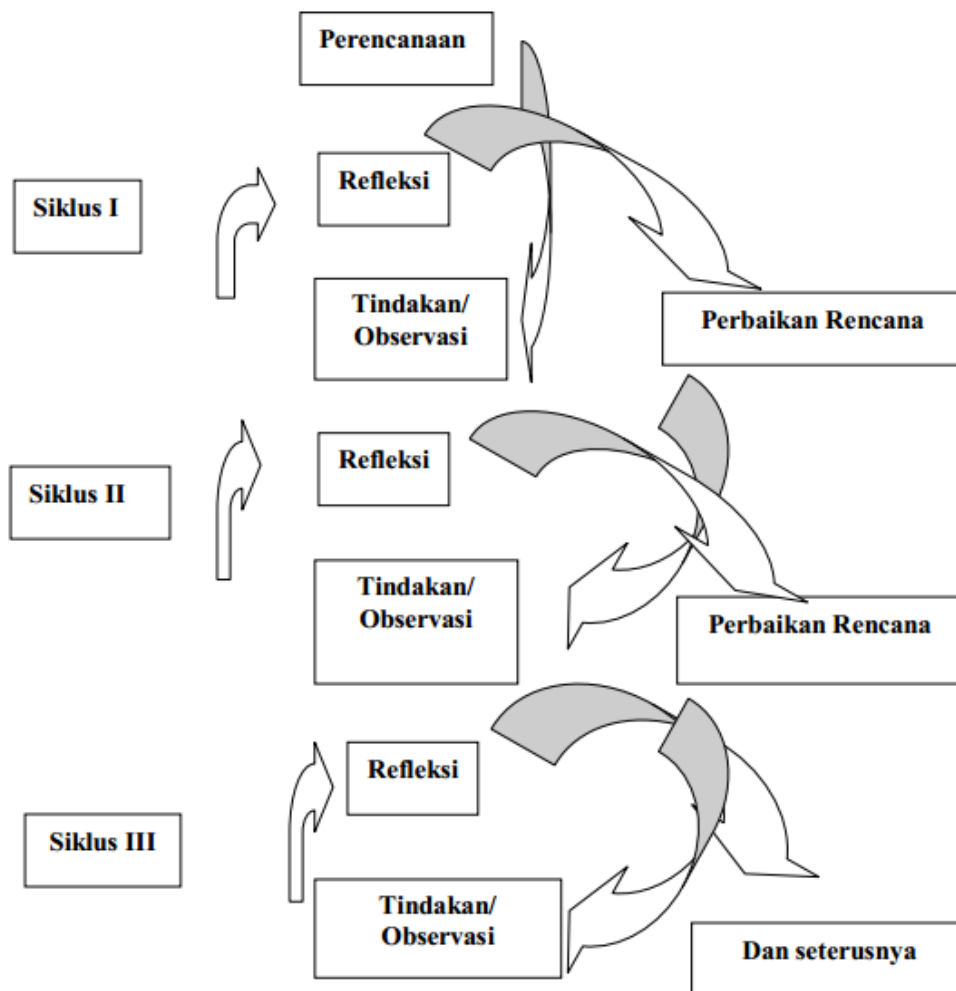 Perencanaan
Refleksi
Siklus I
Tindakan/
Observasi
Perbaikan Rencana
Refleksi
Siklus II
Tindakan/
Observasi
Perbaikan Rencana
Refleksi
Siklus III
Tindakan/
Observasi
Dan seterusnya